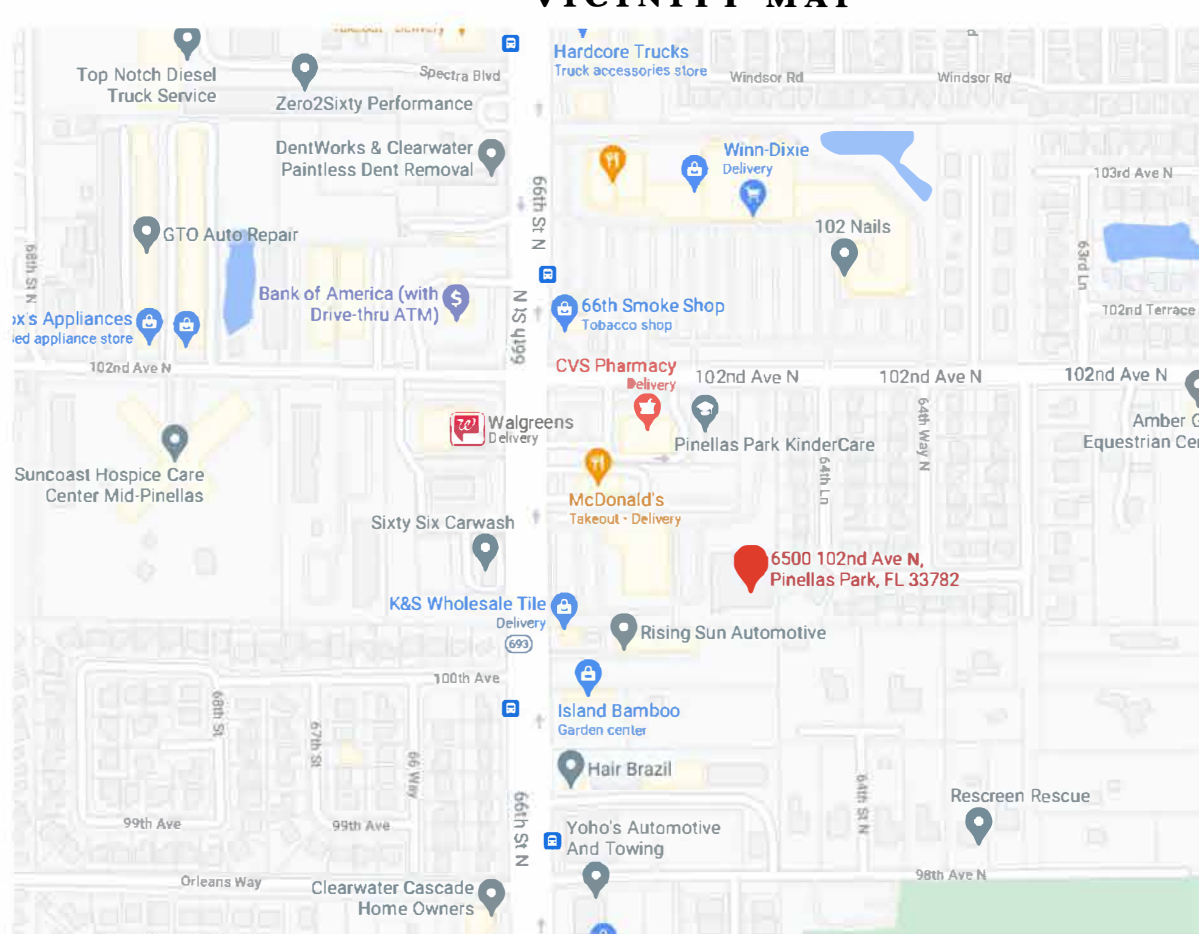 VICINITY MAP
Takeout · Delivery
Hardcore Trucks
Truck accessories store
Top Notch Diesel
Truck Service
Spectra Blvd
Windsor Rd
Windsor Rd
Zero2Sixty Performance
DentWorks & Clearwater
Paintless Dent Removal
Winn-Dixie
Delivery
103rd Ave N
66th St N
102 Nails
GTO Auto Repair
68th St N
63rd Ln
Bank of America (with
Drive-thru ATM)
66th St N
66th Smoke Shop
Tobacco shop
102nd Terrace
ox's Appliances
ed appliance store
102nd Ave N
CVS Pharmacy
Delivery
102nd Ave N
102nd Ave N
102nd Ave N
Walgreens
Delivery
64th Way N
Pinellas Park KinderCare
Amber G
Equestrian Cen
Suncoast Hospice Care
Center Mid-Pinellas
64th Ln
McDonald's
Takeout · Delivery
Sixty Six Carwash
6500 102nd Ave N,
Pinellas Park, FL 33782
K&S Wholesale Tile
Delivery
693
Rising Sun Automotive
100th Ave
68th St
67th St
66 Way
Island Bamboo
Garden center
Hair Brazil
64th St N
Rescreen Rescue
99th Ave
99th Ave
66th St N
Yoho's Automotive
And Towing
Orleans Way
98th Ave N
Clearwater Cascade
Home Owners